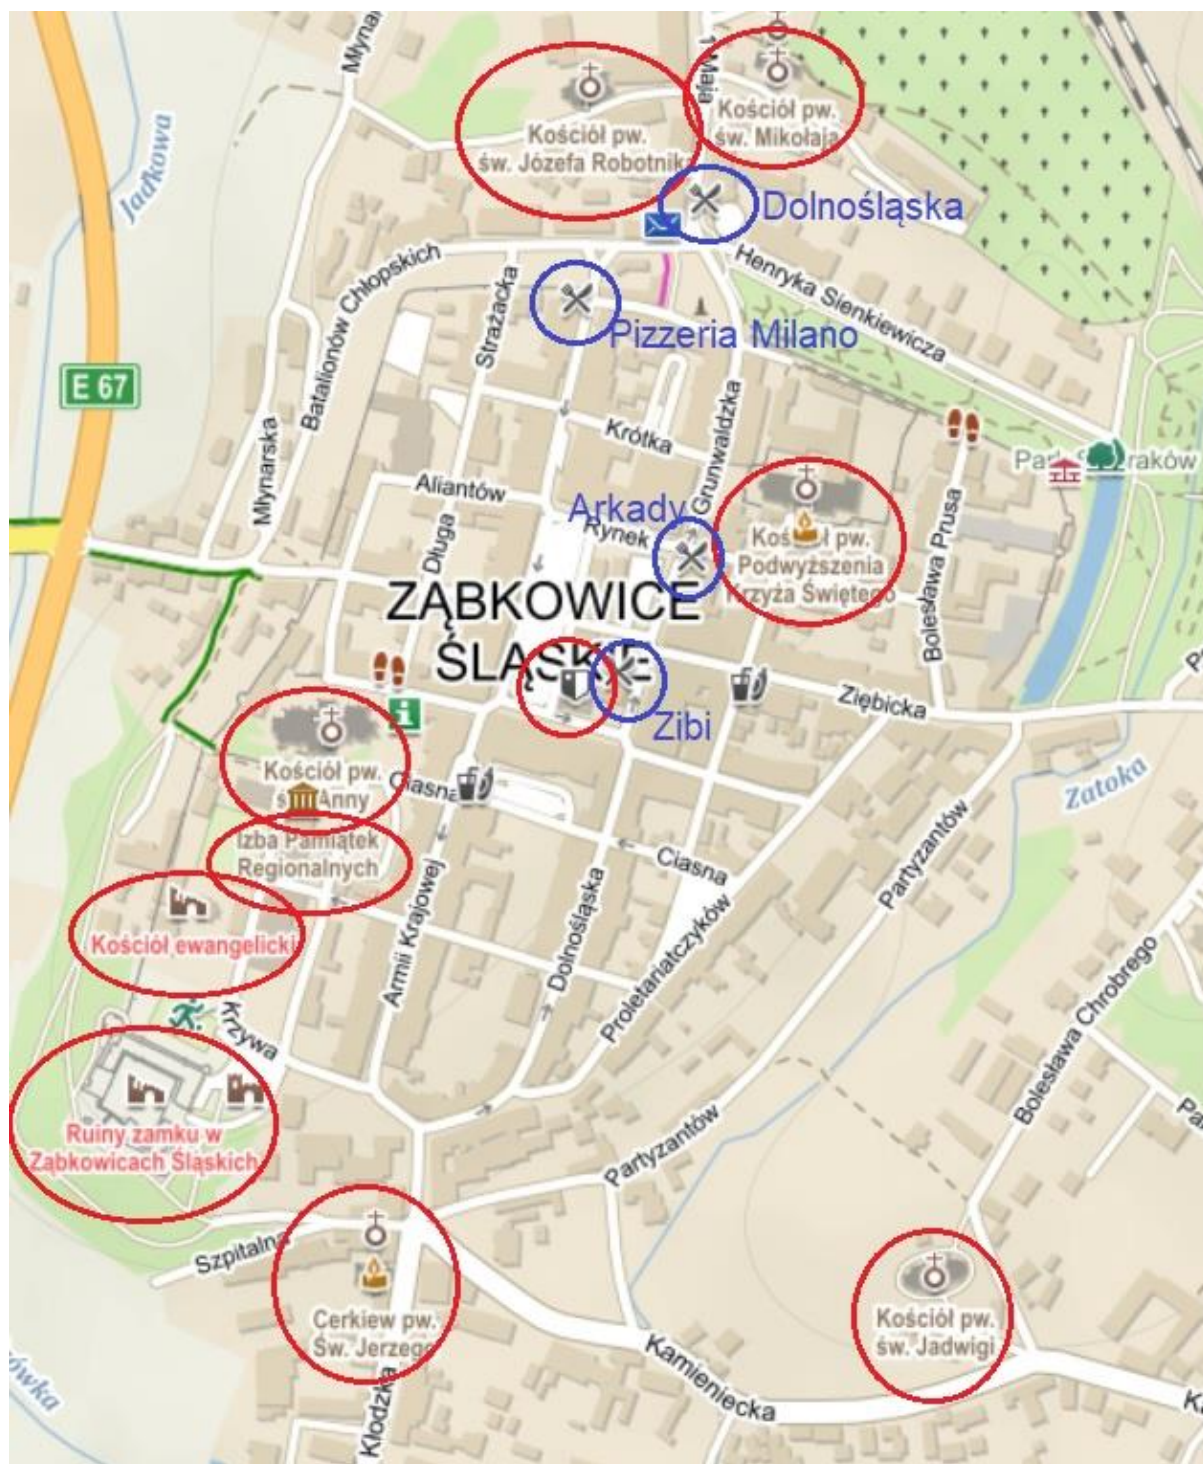 Młyna
1 Maja
Kościół pw.
św. Mikołaja
Kościół pw.
św. Józefa Robotnika
Jadkowa
Dolnośląska
Henryka Sienkiewicza
Batalionów Chłopskich
Strażacka
Pizzeria Milano
E 67
Młynarska
Krótka
Grunwaldzka
Aliantów
Arkady
Rynek
Długa
Kościół pw.
Podwyższenia
Krzyża Świętego
Bolesława Prusa
ZĄBKOWICE
ŚLĄSKIE
Ziębicka
Zibi
i
Kościół pw.
św. Anny
Ciasna
Zatoka
Izba Pamiątek
Regionalnych
Ciasna
Partyzantów
Kościół ewangelicki
Armii Krajowej
Dolnośląska
Proletariatczyków
Bolesława Chrobrego
Krzywa
Ruiny zamku w
Ząbkowicach Śląskich
Partyzantów
Pa
Szpitalna
Cerkiew pw.
Św. Jerzego
Kościół pw.
św. Jadwigi
ówka
Kłodzka
Kamieniecka